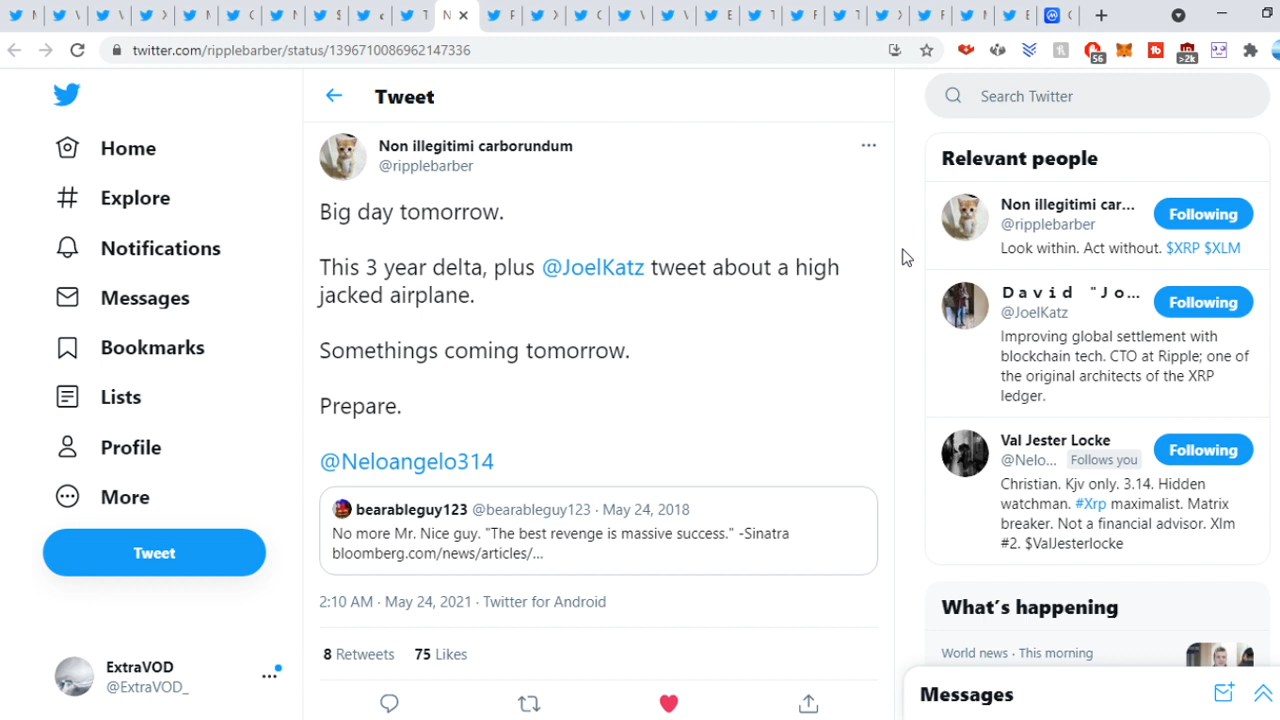 twitter.com/ripplebarber/status/1396710086962147336
56
>2k
Home
Explore
Notifications
Messages
Bookmarks
Lists
Profile
More
Tweet
ExtraVOD
@ExtraVOD_
Tweet
Non illegitimi carborundum
@ripplebarber
Big day tomorrow.
This 3 year delta, plus @JoelKatz tweet about a high
jacked airplane.
Somethings coming tomorrow.
Prepare.
@Neloangelo314
bearableguy123 @bearableguy123 · May 24, 2018
No more Mr. Nice guy. "The best revenge is massive success." -Sinatra
bloomberg.com/news/articles/...
2:10 AM · May 24, 2021 · Twitter for Android
8 Retweets 75 Likes
Search Twitter
Relevant people
Non illegitimi car...
Following
@ripplebarber
Look within. Act without. $XRP $XLM
David "Jo...
Following
@JoelKatz
Improving global settlement with
blockchain tech. CTO at Ripple; one of
the original architects of the XRP
ledger.
Val Jester Locke
@Nelo... Follows you
Following
Christian. Kjv only. 3.14. Hidden
watchman. #Xrp maximalist. Matrix
breaker. Not a financial advisor. Xlm
#2. $ValJesterlocke
What's happening
World news · This morning
Messages